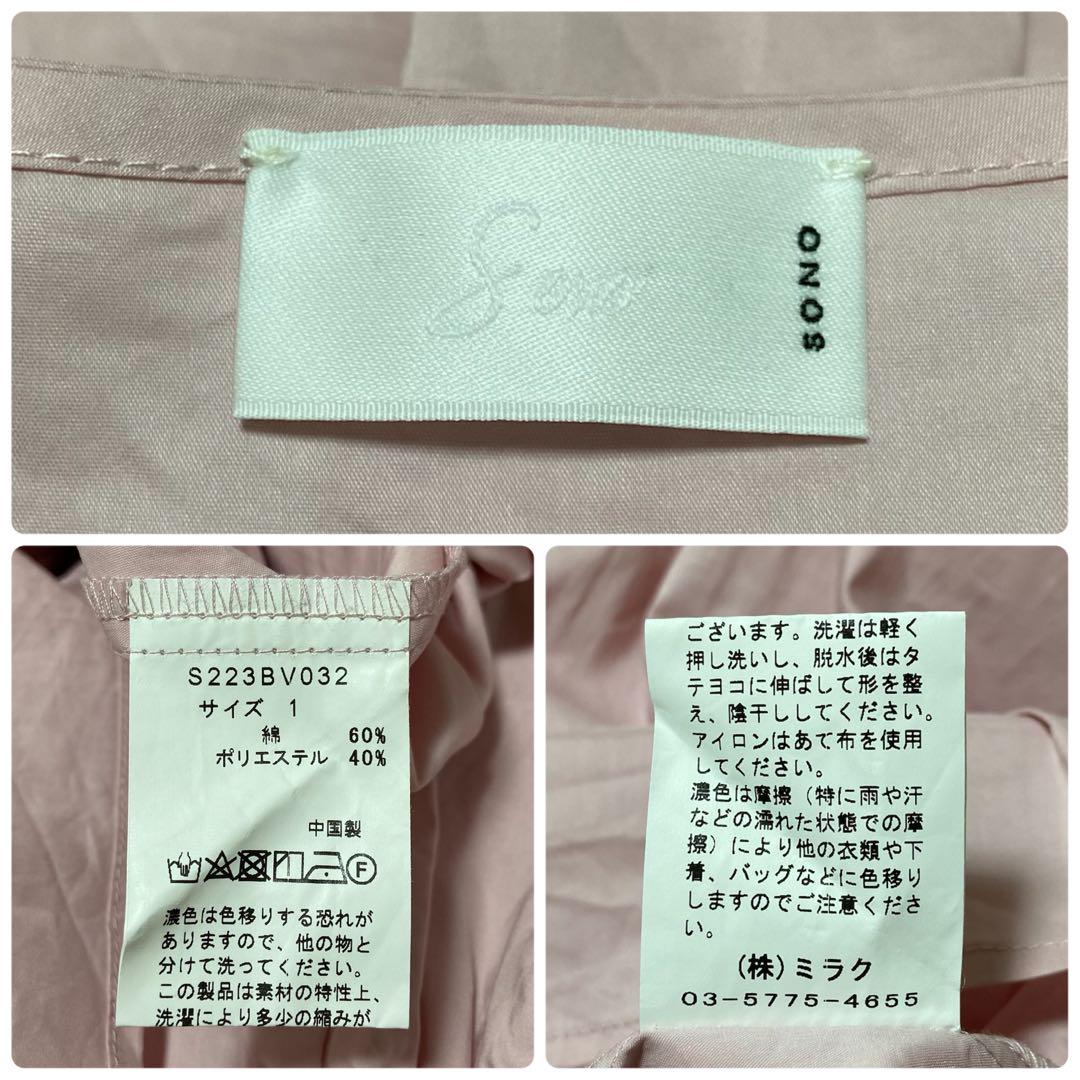 Sono
SONO
S223BV032
サイズ 1
綿 60%
ポリエステル 40%
中国製
F
濃色は色移りする恐れが
ありますので、他の物と
分けて洗ってください。
この製品は素材の特性上、
洗濯により多少の縮みが
ございます。洗濯は軽く
押し洗いし、脱水後はタ
テヨコに伸ばして形を整
え、陰干ししてください。
アイロンはあて布を使用
してください。
濃色は摩擦（特に雨や汗
などの濡れた状態での摩
擦）により他の衣類や下
着、バッグなどに色移り
しますのでご注意くださ
い。
(株)ミラク
03-5775-4655